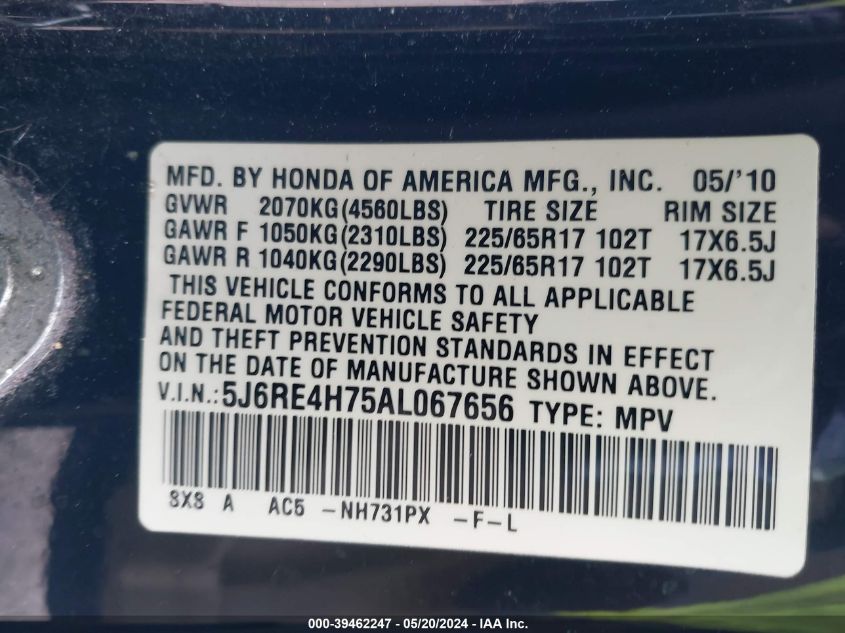 MFD. BY HONDA OF AMERICA MFG., INC. 05/'10
GVWR 2070KG(4560LBS) TIRE SIZE RIM SIZE
GAWR F 1050KG(2310LBS) 225/65R17 102T 17X6.5J
GAWR R 1040KG(2290LBS) 225/65R17 102T 17X6.5J
THIS VEHICLE CONFORMS TO ALL APPLICABLE
FEDERAL MOTOR VEHICLE SAFETY
AND THEFT PREVENTION STANDARDS IN EFFECT
ON THE DATE OF MANUFACTURE SHOWN ABOVE.
V.I.N.: 5J6RE4H75AL067656 TYPE: MPV
8X8 A AC5 -NH731PX -F-L
000-39462247 - 05/20/2024 - IAA Inc.